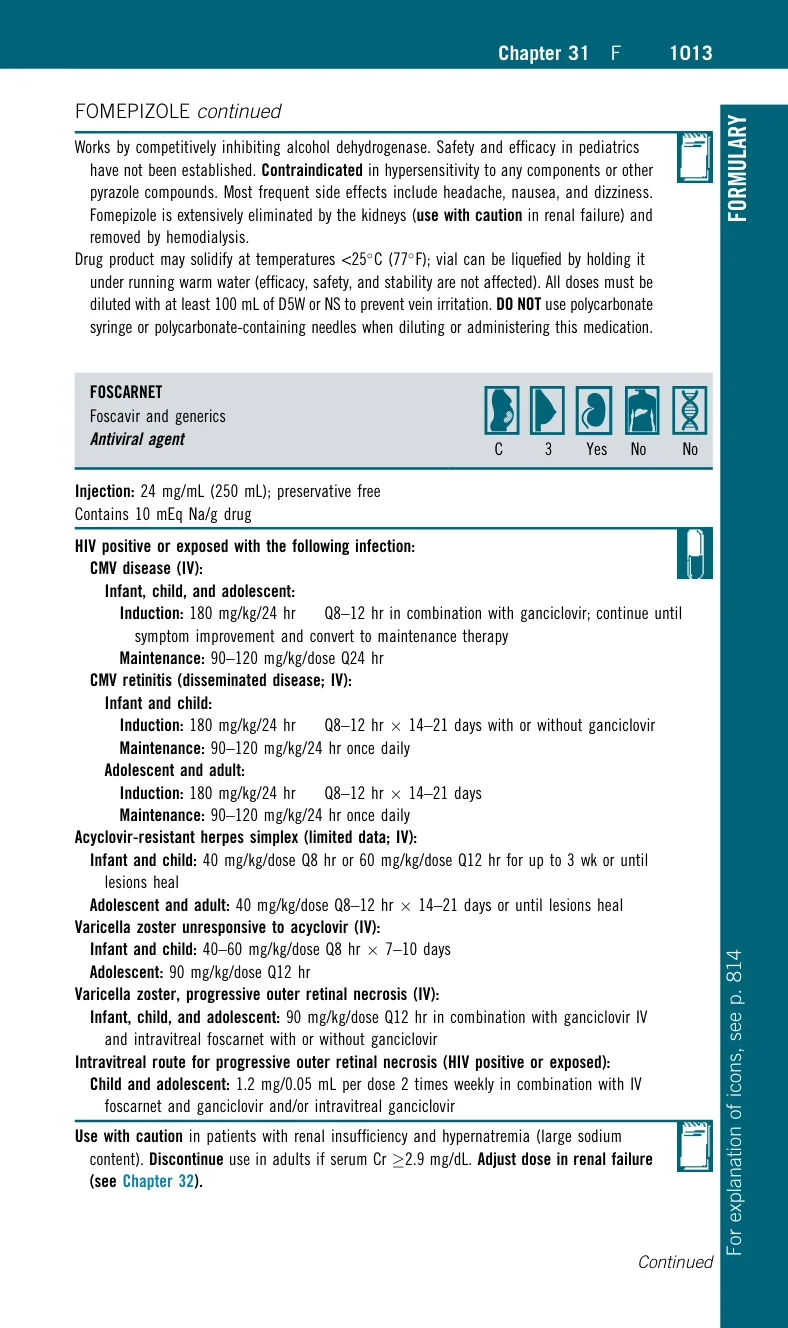 Chapter 31 F 1013
FOMEPIZOLE continued
Works by competitively inhibiting alcohol dehydrogenase. Safety and efficacy in pediatrics
have not been established. Contraindicated in hypersensitivity to any components or other
pyrazole compounds. Most frequent side effects include headache, nausea, and dizziness.
Fomepizole is extensively eliminated by the kidneys (use with caution in renal failure) and
removed by hemodialysis.
Drug product may solidify at temperatures <25°C (77°F); vial can be liquefied by holding it
under running warm water (efficacy, safety, and stability are not affected). All doses must be
diluted with at least 100 mL of D5W or NS to prevent vein irritation. DO NOT use polycarbonate
syringe or polycarbonate-containing needles when diluting or administering this medication.
FOSCARNET
Foscavir and generics
Antiviral agent
C 3 Yes No No
Injection: 24 mg/mL (250 mL); preservative free
Contains 10 mEq Na/g drug
HIV positive or exposed with the following infection:
CMV disease (IV):
Infant, child, and adolescent:
Induction: 180 mg/kg/24 hr Q8–12 hr in combination with ganciclovir; continue until
symptom improvement and convert to maintenance therapy
Maintenance: 90–120 mg/kg/dose Q24 hr
CMV retinitis (disseminated disease; IV):
Infant and child:
Induction: 180 mg/kg/24 hr Q8–12 hr × 14–21 days with or without ganciclovir
Maintenance: 90–120 mg/kg/24 hr once daily
Adolescent and adult:
Induction: 180 mg/kg/24 hr Q8–12 hr × 14–21 days
Maintenance: 90–120 mg/kg/24 hr once daily
Acyclovir-resistant herpes simplex (limited data; IV):
Infant and child: 40 mg/kg/dose Q8 hr or 60 mg/kg/dose Q12 hr for up to 3 wk or until
lesions heal
Adolescent and adult: 40 mg/kg/dose Q8–12 hr × 14–21 days or until lesions heal
Varicella zoster unresponsive to acyclovir (IV):
Infant and child: 40–60 mg/kg/dose Q8 hr × 7–10 days
Adolescent: 90 mg/kg/dose Q12 hr
Varicella zoster, progressive outer retinal necrosis (IV):
Infant, child, and adolescent: 90 mg/kg/dose Q12 hr in combination with ganciclovir IV
and intravitreal foscarnet with or without ganciclovir
Intravitreal route for progressive outer retinal necrosis (HIV positive or exposed):
Child and adolescent: 1.2 mg/0.05 mL per dose 2 times weekly in combination with IV
foscarnet and ganciclovir and/or intravitreal ganciclovir
Use with caution in patients with renal insufficiency and hypernatremia (large sodium
content). Discontinue use in adults if serum Cr ≥2.9 mg/dL. Adjust dose in renal failure
(see Chapter 32).
Continued
FORMULARY
For explanation of icons, see p. 814